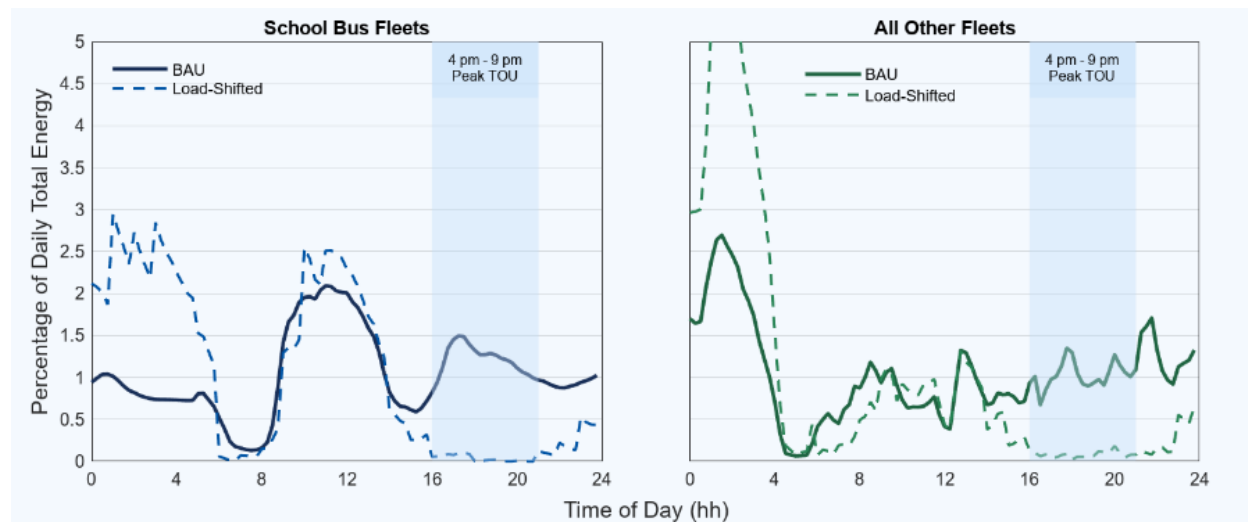 School Bus Fleets
All Other Fleets
Percentage of Daily Total Energy
5
4.5
4
3.5
3
2.5
2
1.5
1
0.5
0
BAU
Load-Shifted
4 pm - 9 pm
Peak TOU
0
4
8
12
16
20
24
BAU
Load-Shifted
4 pm - 9 pm
Peak TOU
0
4
8
12
16
20
24
Time of Day (hh)